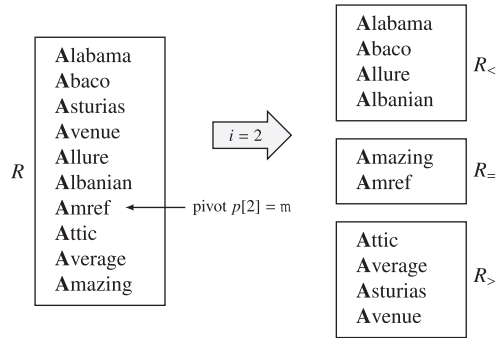 R
Alabama
Abaco
Asturias
Avenue
Allure
Albanian
Amref
Attic
Average
Amazing
i = 2
pivot p[2] = m
Alabama
Abaco
Allure
Albanian
R<
Amazing
Amref
R=
Attic
Average
Asturias
Avenue
R>